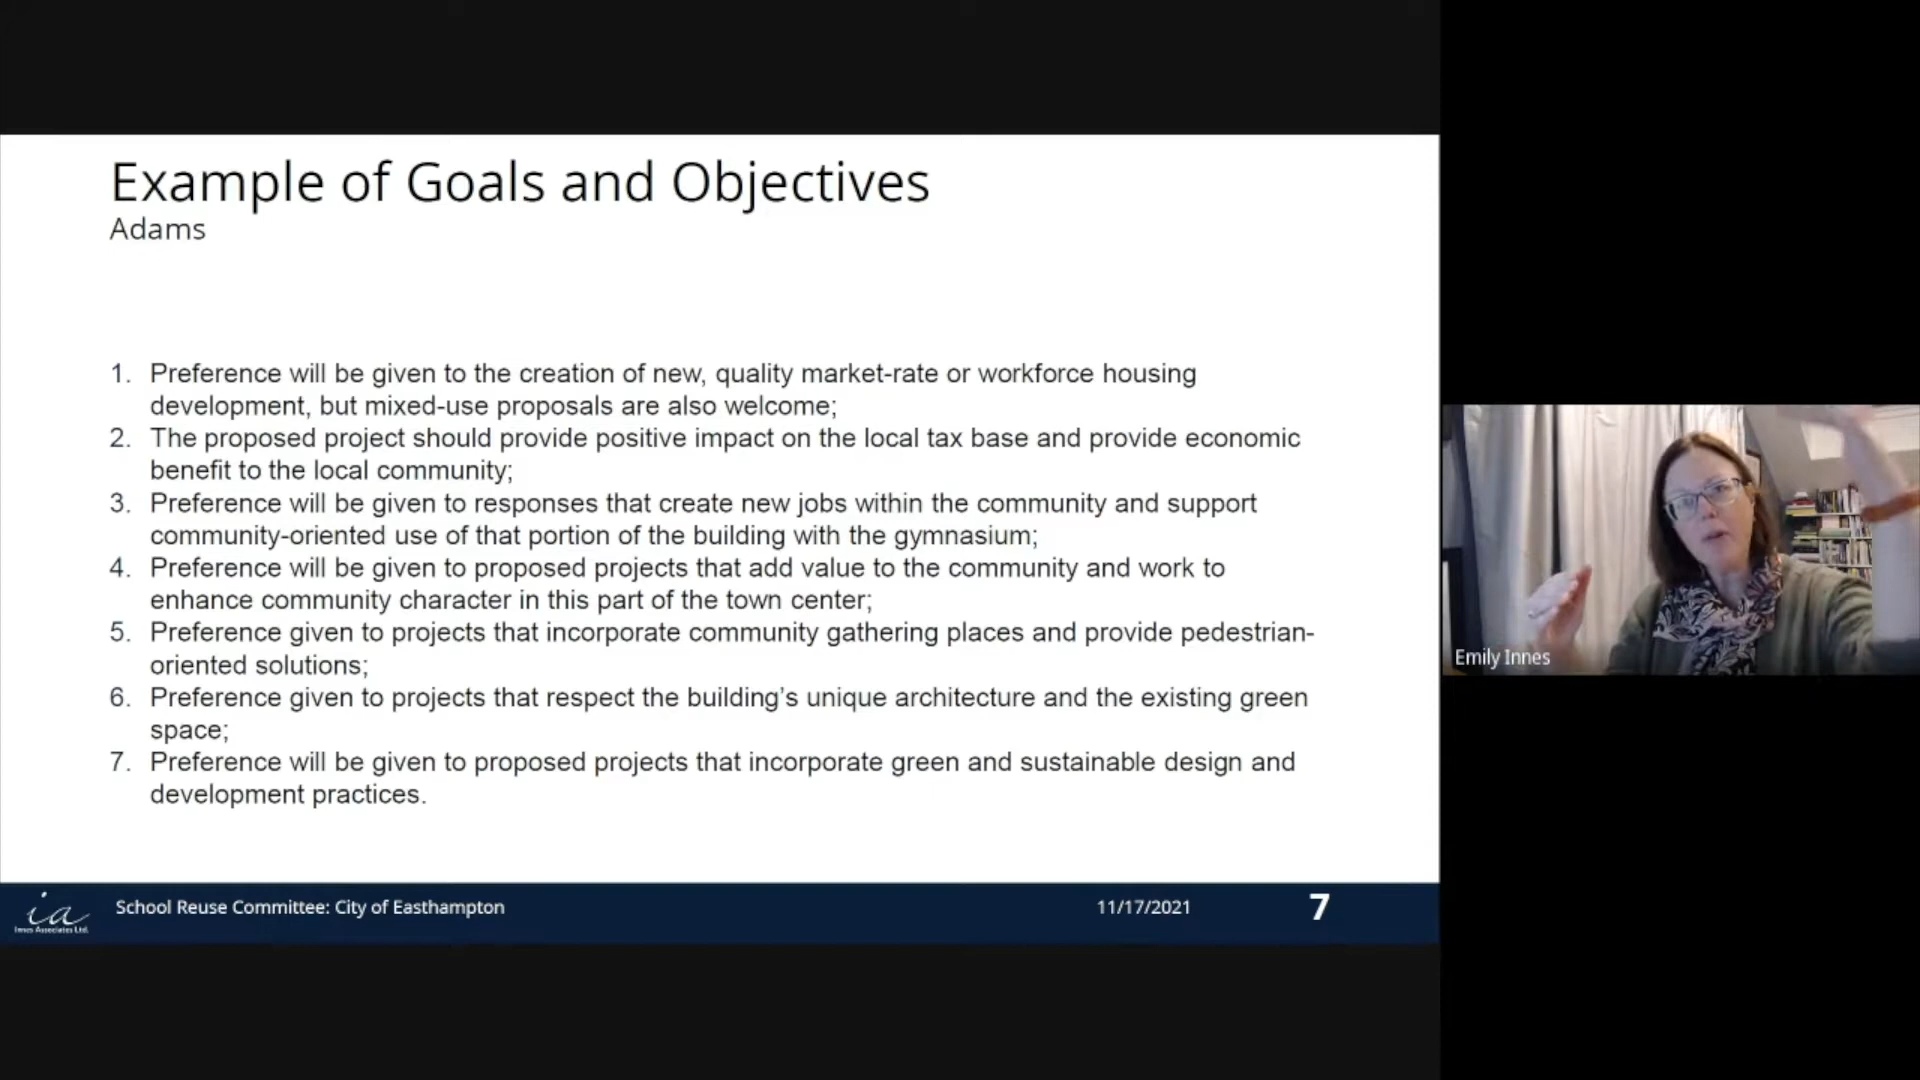 Example of Goals and Objectives
Adams
1. Preference will be given to the creation of new, quality market-rate or workforce housing
development, but mixed-use proposals are also welcome;
2. The proposed project should provide positive impact on the local tax base and provide economic
benefit to the local community;
3. Preference will be given to responses that create new jobs within the community and support
community-oriented use of that portion of the building with the gymnasium;
4. Preference will be given to proposed projects that add value to the community and work to
enhance community character in this part of the town center;
5. Preference given to projects that incorporate community gathering places and provide pedestrian-
oriented solutions;
6. Preference given to projects that respect the building’s unique architecture and the existing green
space;
7. Preference will be given to proposed projects that incorporate green and sustainable design and
development practices.
Emily Innes
ia
Innes Associates Ltd.
School Reuse Committee: City of Easthampton
11/17/2021
7